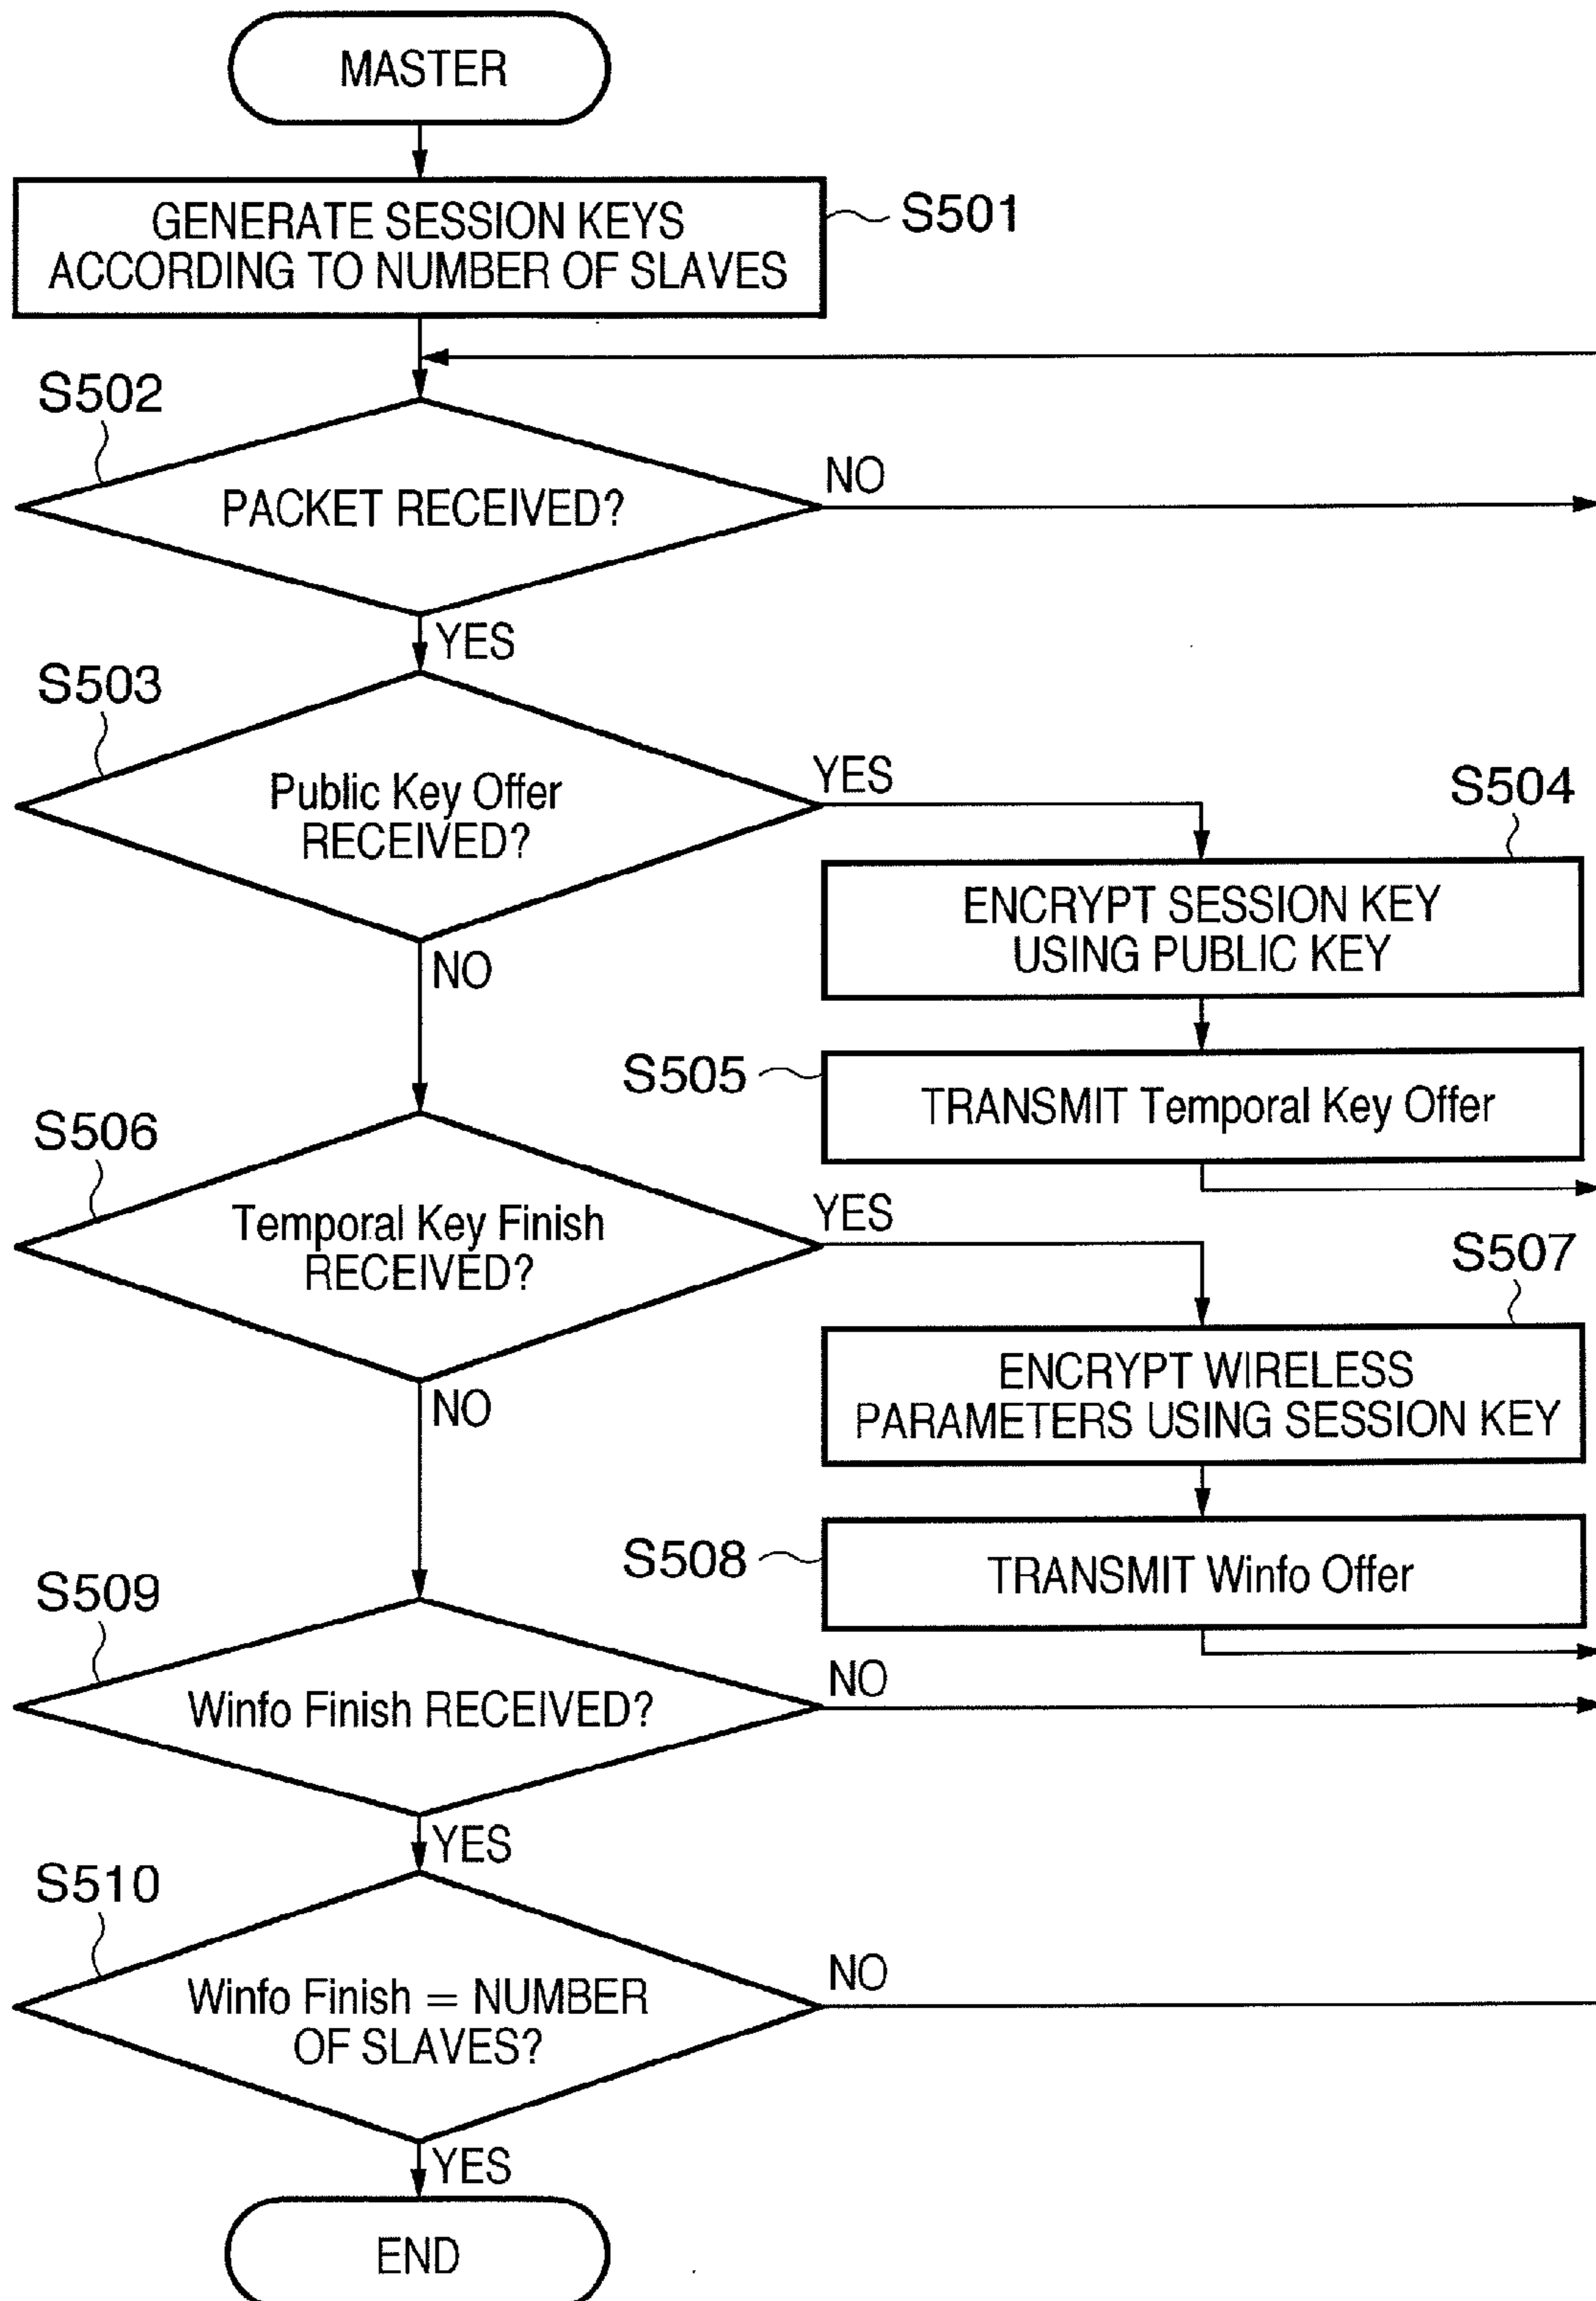 MASTER
GENERATE SESSION KEYS
ACCORDING TO NUMBER OF SLAVES
S501
S502
PACKET RECEIVED?
NO
YES
S503
Public Key Offer
RECEIVED?
YES
NO
S504
ENCRYPT SESSION KEY
USING PUBLIC KEY
S505
TRANSMIT Temporal Key Offer
S506
Temporal Key Finish
RECEIVED?
YES
NO
S507
ENCRYPT WIRELESS
PARAMETERS USING SESSION KEY
S508
TRANSMIT Winfo Offer
S509
Winfo Finish RECEIVED?
NO
YES
S510
Winfo Finish = NUMBER
OF SLAVES?
NO
YES
END